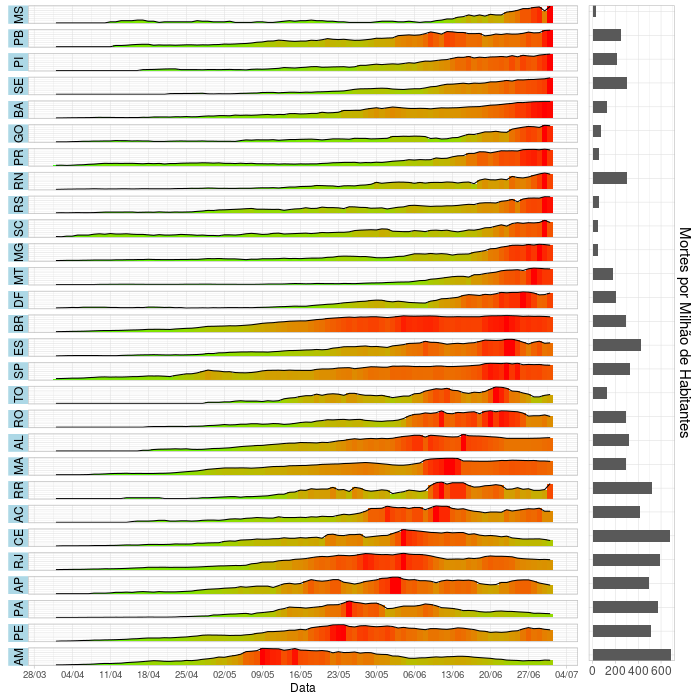 MS
PB
PI
SE
BA
GO
PR
RN
RS
SC
MG
MT
DF
BR
ES
SP
TO
RO
AL
MA
RR
AC
CE
RJ
AP
PA
PE
AM
28/03 04/04 11/04 18/04 25/04 02/05 09/05 16/05 23/05 30/05 06/06 13/06 20/06 27/06 04/07
Data
0 200 400 600
Mortes por Milhão de Habitantes